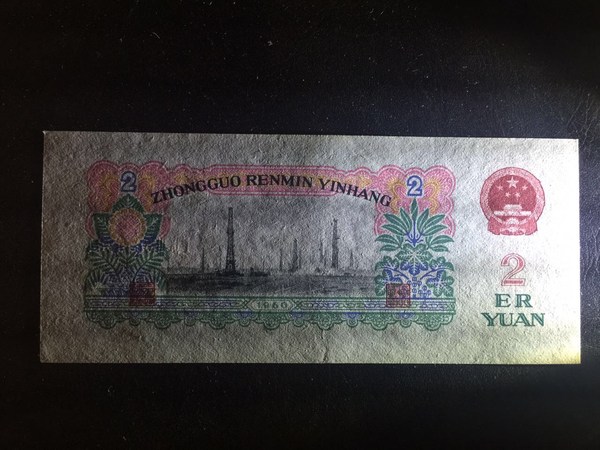 ZHONGGUO RENMIN YINHANG
2
2
1960
2
ER
YUAN